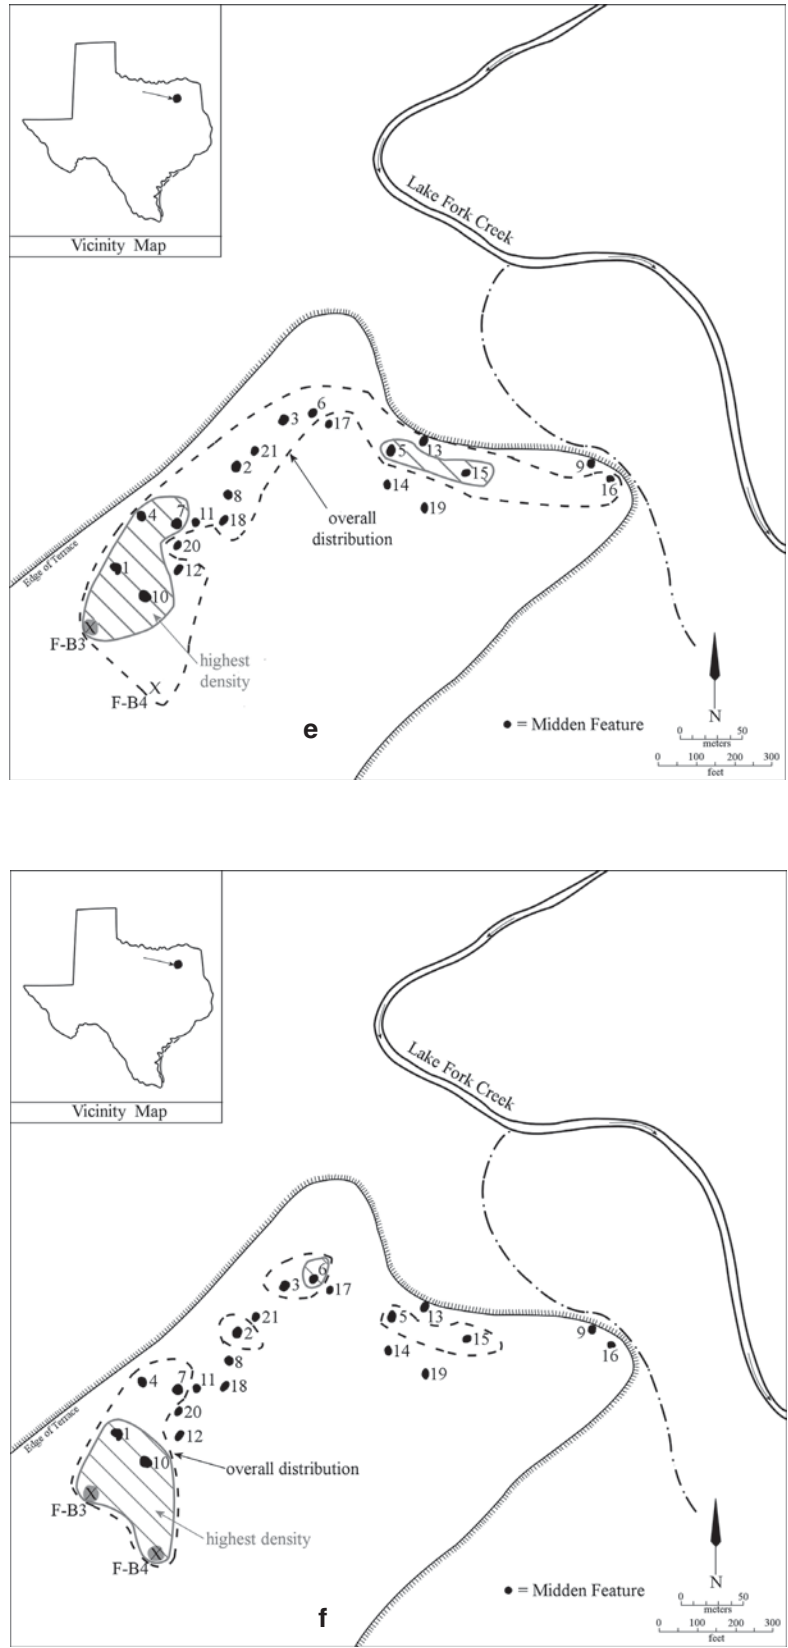 Vicinity Map
Lake Fork Creek
6
3
17
21
2
5
13
15
9
16
14
19
8
4
7
11
18
20
1
12
10
overall
distribution
Edge of Terrace
F-B3
highest
density
F-B4
e
● = Midden Feature
N
0 50
meters
0 100 200 300
feet
Vicinity Map
Lake Fork Creek
6
3
17
21
2
5
13
15
9
16
14
19
8
4
7
11
18
20
1
12
10
Edge of Terrace
overall distribution
F-B3
highest density
F-B4
f
● = Midden Feature
N
0 50
meters
0 100 200 300
feet